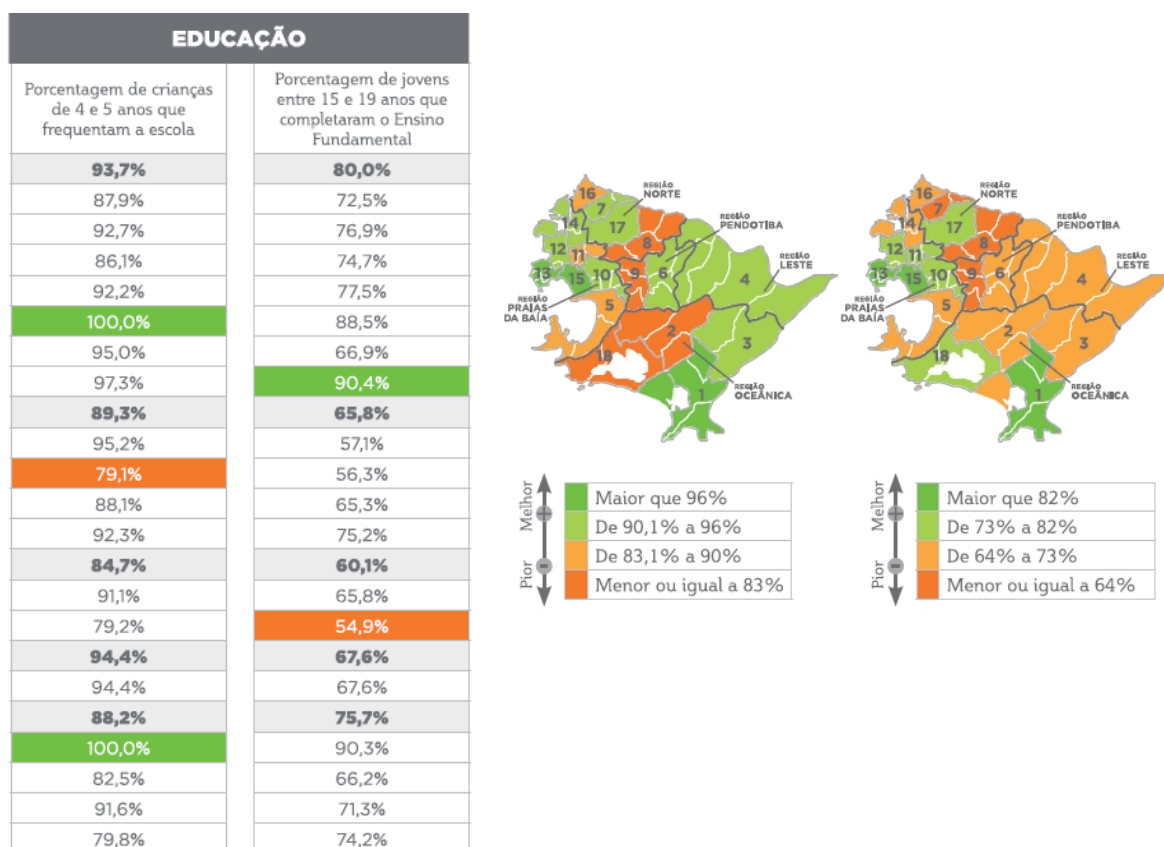 EDUCAÇÃO
Porcentagem de crianças
de 4 e 5 anos que
frequentam a escola
Porcentagem de jovens
entre 15 e 19 anos que
completaram o Ensino
Fundamental
93,7% 80,0%
87,9% 72,5%
92,7% 76,9%
86,1% 74,7%
92,2% 77,5%
100,0% 88,5%
95,0% 66,9%
97,3% 90,4%
89,3% 65,8%
95,2% 57,1%
79,1% 56,3%
88,1% 65,3%
92,3% 75,2%
84,7% 60,1%
91,1% 65,8%
79,2% 54,9%
94,4% 67,6%
94,4% 67,6%
88,2% 75,7%
100,0% 90,3%
82,5% 66,2%
91,6% 71,3%
79,8% 74,2%
16
REGIÃO
NORTE
7
14
17
REGIÃO
PENDOTIBA
12
11
8
REGIÃO
LESTE
13
15
10
9
6
4
REGIÃO
PRAIAS
DA BAÍA
5
2
3
18
1
REGIÃO
OCEÂNICA
Melhor
Pior
Maior que 96%
De 90,1% a 96%
De 83,1% a 90%
Menor ou igual a 83%
16
REGIÃO
NORTE
7
14
17
REGIÃO
PENDOTIBA
12
11
8
REGIÃO
LESTE
13
15
10
9
6
4
REGIÃO
PRAIAS
DA BAÍA
5
2
3
18
1
REGIÃO
OCEÂNICA
Melhor
Pior
Maior que 82%
De 73% a 82%
De 64% a 73%
Menor ou igual a 64%